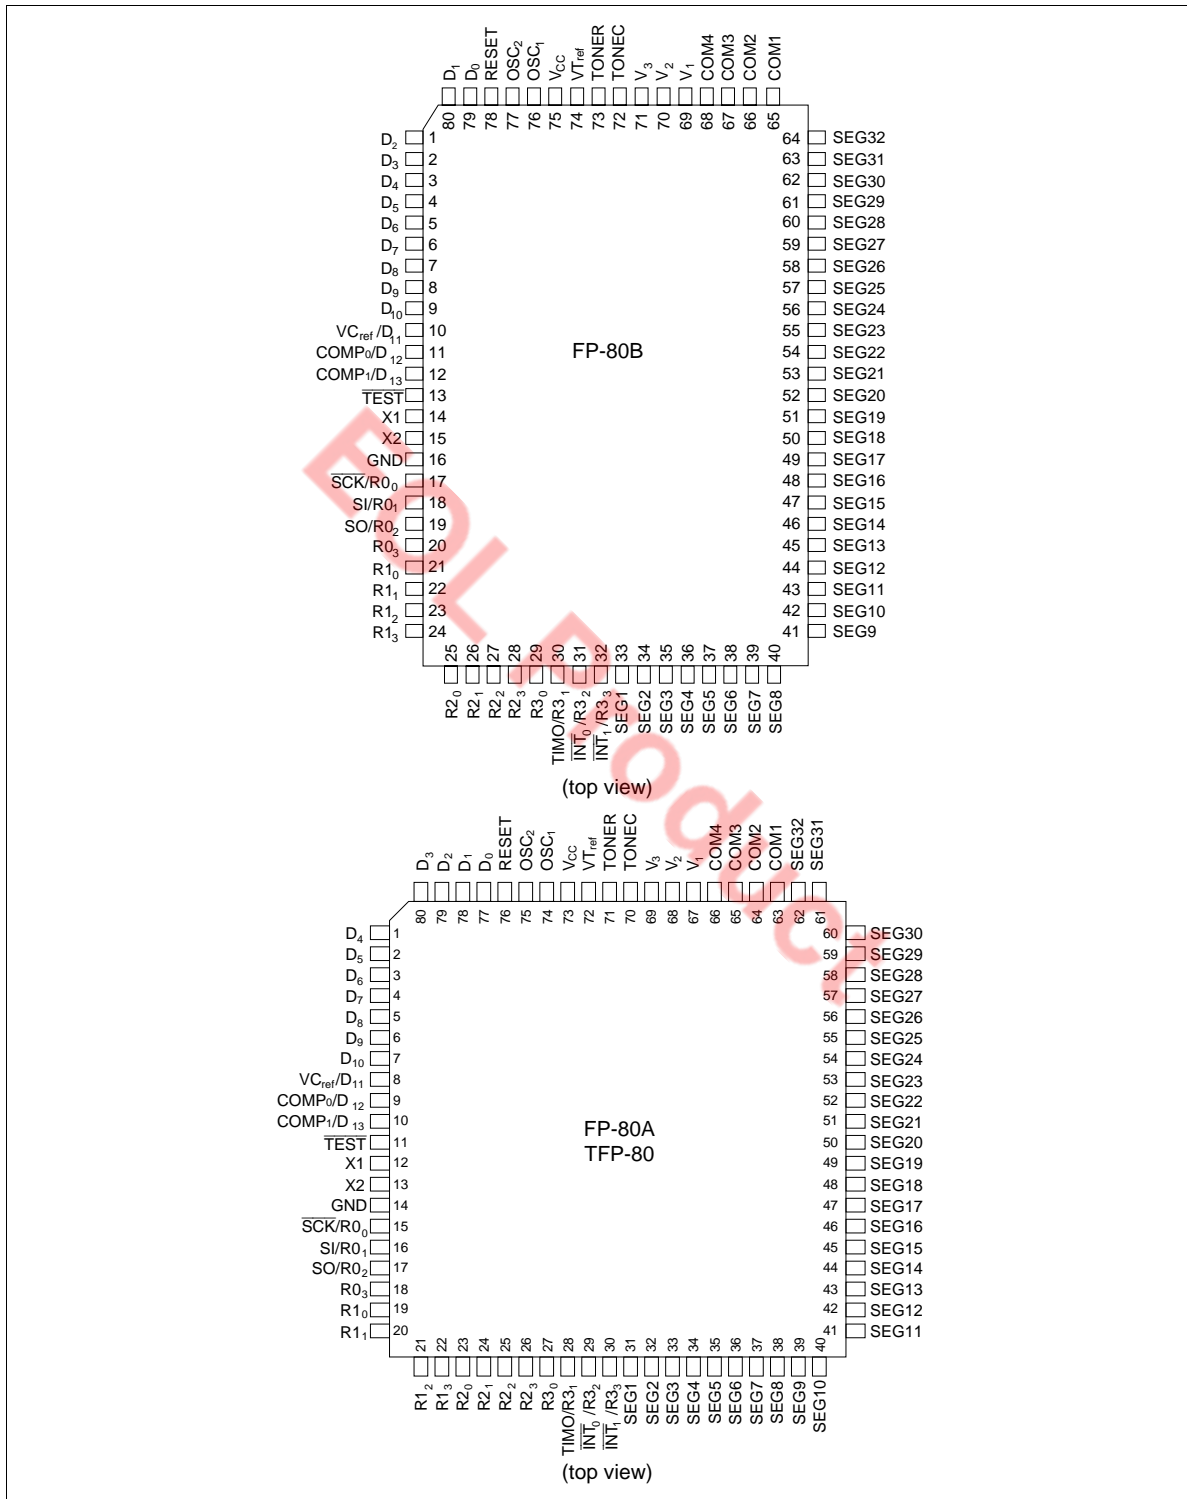 D1 D0 RESET OSC2 OSC1 VCC VTref TONER TONEC V3 V2 V1 COM4 COM3 COM2 COM1
80 79 78 77 76 75 74 73 72 71 70 69 68 67 66 65
D2 1 64 SEG32
D3 2 63 SEG31
D4 3 62 SEG30
D5 4 61 SEG29
D6 5 60 SEG28
D7 6 59 SEG27
D8 7 58 SEG26
D9 8 57 SEG25
D10 9 56 SEG24
VCref/D11 10 55 SEG23
COMP0/D12 11 FP-80B 54 SEG22
COMP1/D13 12 53 SEG21
TEST 13 52 SEG20
X1 14 51 SEG19
X2 15 50 SEG18
GND 16 49 SEG17
SCK/R00 17 48 SEG16
SI/R01 18 47 SEG15
SO/R02 19 46 SEG14
R03 20 45 SEG13
R10 21 44 SEG12
R11 22 43 SEG11
R12 23 42 SEG10
R13 24 41 SEG9
25 26 27 28 29 30 31 32 33 34 35 36 37 38 39 40
R20 R21 R22 R23 R30 TIMO/R31 INT0/R32 INT1/R33 SEG1 SEG2 SEG3 SEG4 SEG5 SEG6 SEG7 SEG8
(top view)
EOL Product
D3 D2 D1 D0 RESET OSC2 OSC1 VCC VTref TONER TONEC V3 V2 V1 COM4 COM3 COM2 COM1 SEG32 SEG31
80 79 78 77 76 75 74 73 72 71 70 69 68 67 66 65 64 63 62 61
D4 1 60 SEG30
D5 2 59 SEG29
D6 3 58 SEG28
D7 4 57 SEG27
D8 5 56 SEG26
D9 6 55 SEG25
D10 7 54 SEG24
VCref/D11 8 53 SEG23
COMP0/D12 9 52 SEG22
COMP1/D13 10 51 SEG21
FP-80A
TEST 11 50 SEG20
TFP-80
X1 12 49 SEG19
X2 13 48 SEG18
GND 14 47 SEG17
SCK/R00 15 46 SEG16
SI/R01 16 45 SEG15
SO/R02 17 44 SEG14
R03 18 43 SEG13
R10 19 42 SEG12
R11 20 41 SEG11
21 22 23 24 25 26 27 28 29 30 31 32 33 34 35 36 37 38 39 40
R12 R13 R20 R21 R22 R23 R30 TIMO/R31 INT0/R32 INT1/R33 SEG1 SEG2 SEG3 SEG4 SEG5 SEG6 SEG7 SEG8 SEG9 SEG10
(top view)